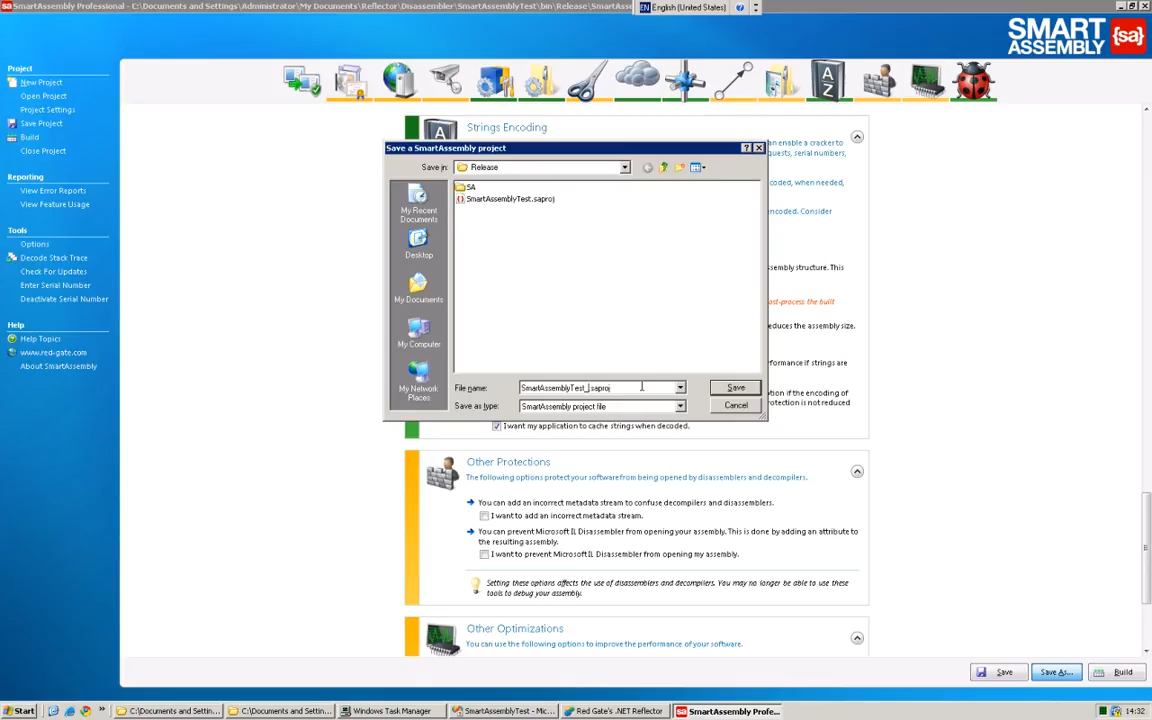 SmartAssembly Professional - C:\Documents and Settings\Administrator\My Documents\Reflector\Disassembler\SmartAssemblyTest\bin\Release\SmartAss
EN English (United States)
SMART
ASSEMBLY {sa}
Project
New Project
Open Project
Project Settings
Save Project
Build
Close Project
Reporting
View Error Reports
View Feature Usage
Tools
Options
Decode Stack Trace
Check For Updates
Enter Serial Number
Deactivate Serial Number
Help
Help Topics
www.red-gate.com
About SmartAssembly
A Z
Strings Encoding
an enable a cracker to
quests, serial numbers,
coded, when needed,
encoded. Consider
ssembly structure. This
ast-process the built
educes the assembly size.
erformance if strings are
tion if the encoding of
rotection is not reduced
I want my application to cache strings when decoded.
Save a SmartAssembly project
Save in:
Release
SA
SmartAssemblyTest.saproj
My Recent
Documents
Desktop
My Documents
My Computer
My Network
Places
File name:
SmartAssemblyTest_.saproj
Save
Save as type:
SmartAssembly project file
Cancel
Other Protections
The following options protect your software from being opened by disassemblers and decompilers.
You can add an incorrect metadata stream to confuse decompilers and disassemblers.
I want to add an incorrect metadata stream.
You can prevent Microsoft IL Disassembler from opening your assembly. This is done by adding an attribute to
the resulting assembly.
I want to prevent Microsoft IL Disassembler from opening my assembly.
Setting these options affects the use of disassemblers and decompilers. You may no longer be able to use these
tools to debug your assembly.
Other Optimizations
You can use the following options to improve the performance of your software.
Save
Save As...
Build
Start
C:\Documents and Settin...
C:\Documents and Settin...
Windows Task Manager
SmartAssemblyTest - Mic...
Red Gate's .NET Reflector
SmartAssembly Profe...
14:32